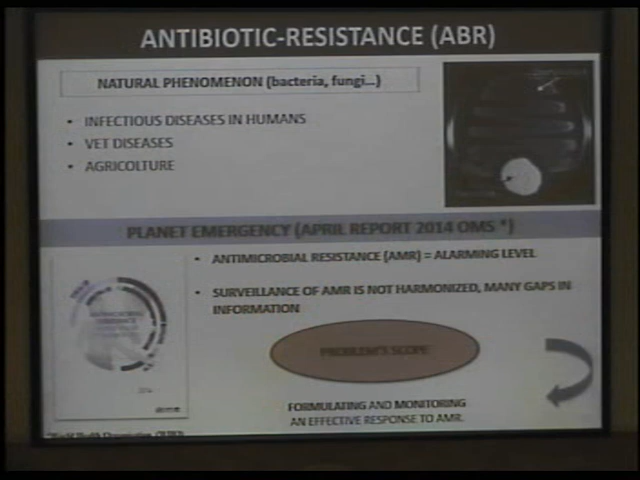 ANTIBIOTIC-RESISTANCE (ABR)
NATURAL PHENOMENON (bacteria, fungi...)
• INFECTIOUS DISEASES IN HUMANS
• VET DISEASES
• AGRICOLTURE
PLANET EMERGENCY (APRIL REPORT 2014 OMS *)
• ANTIMICROBIAL RESISTANCE (AMR) = ALARMING LEVEL
• SURVEILLANCE OF AMR IS NOT HARMONIZED, MANY GAPS IN
INFORMATION
ANTIMICROBIAL
RESISTANCE
PROBLEM'S SCOPE
FORMULATING AND MONITORING
AN EFFECTIVE RESPONSE TO AMR.